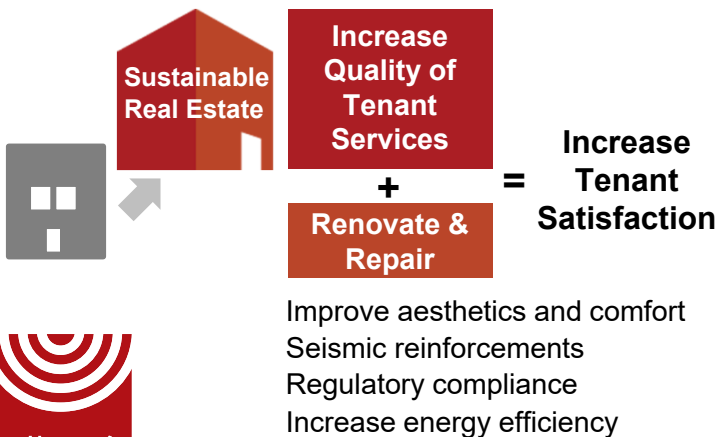 Sustainable
Real Estate
Increase
Quality of
Tenant
Services
+
Renovate &
Repair
=
Increase
Tenant
Satisfaction
Improve aesthetics and comfort
Seismic reinforcements
Regulatory compliance
Increase energy efficiency